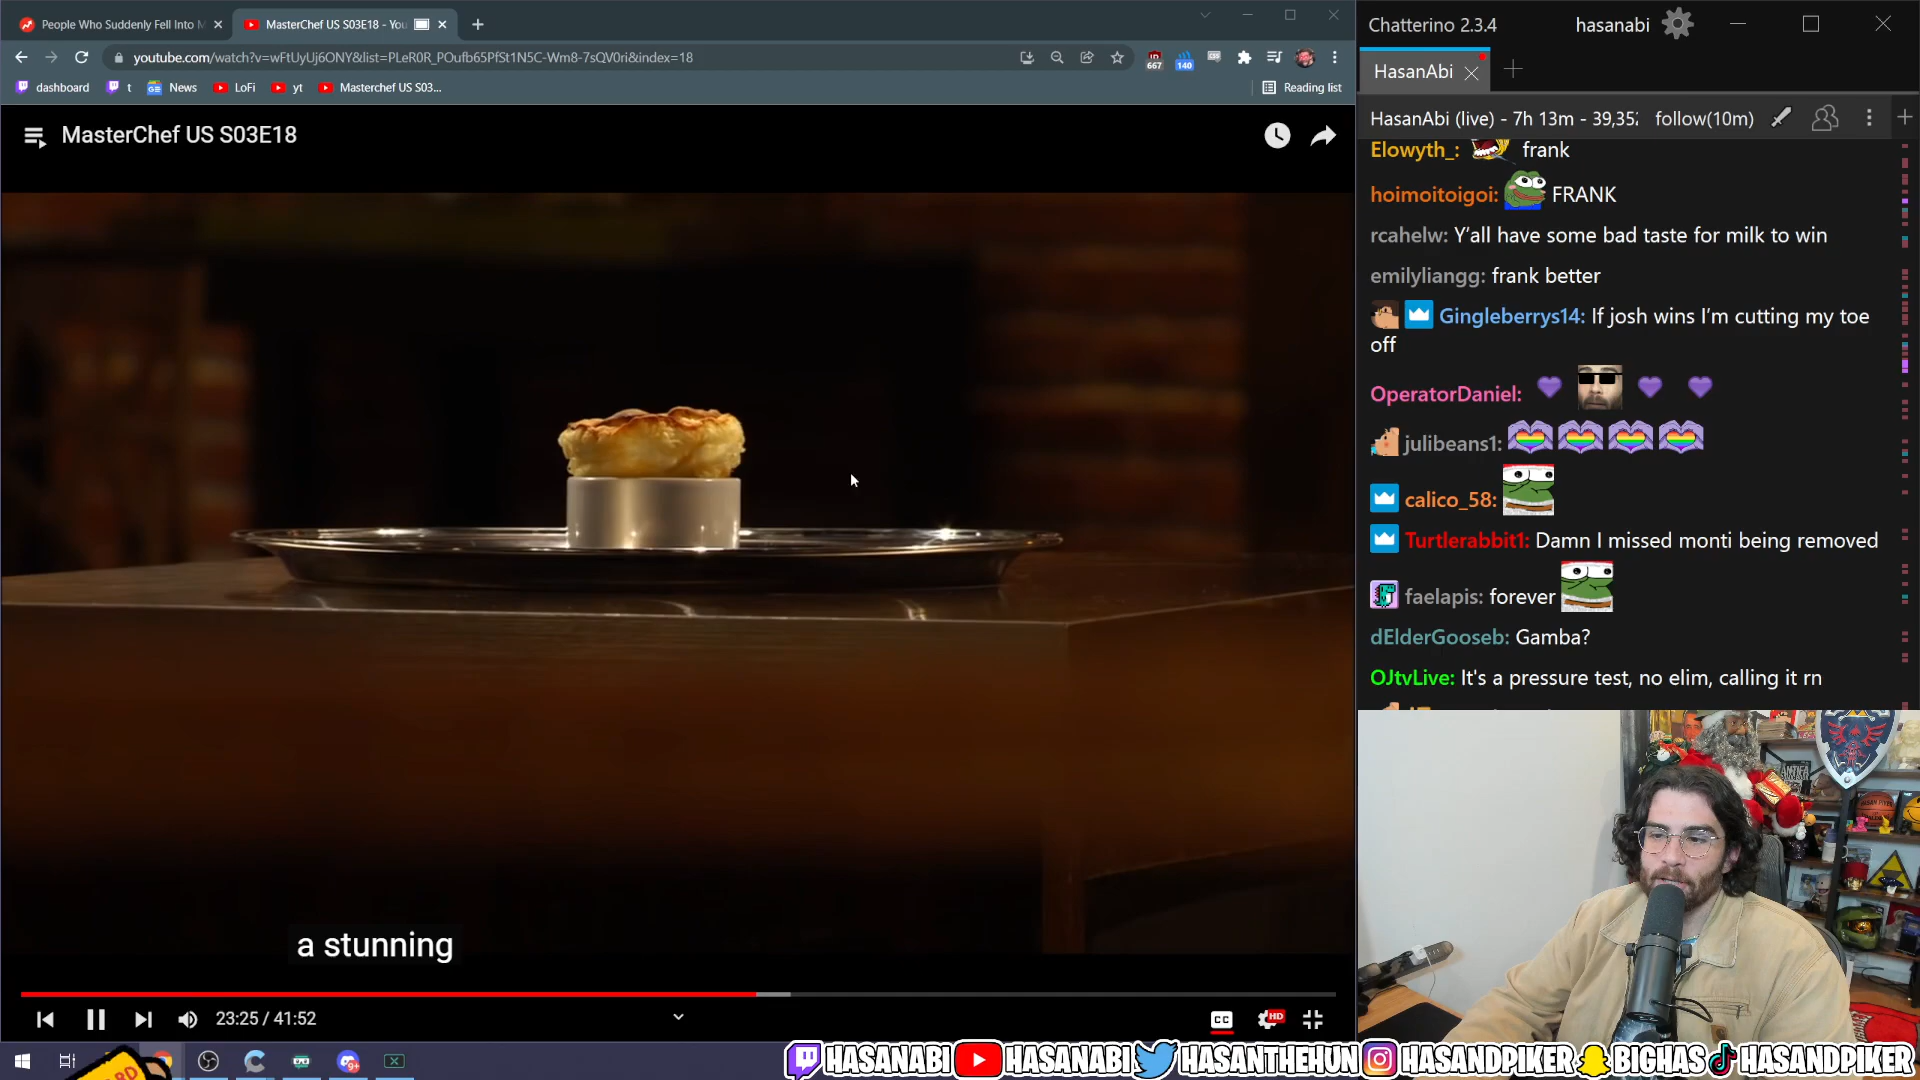 People Who Suddenly Fell Into M
MasterChef US S03E18 - You
Chatterino 2.3.4
hasanabi
youtube.com/watch?v=wFtUyUj6ONY&list=PLeR0R_POufb65PfSt1N5C-Wm8-7sQV0ri&index=18
667
140
HasanAbi
dashboard
t
News
LoFi
yt
Masterchef US S03...
Reading list
HasanAbi (live) - 7h 13m - 39,352
follow(10m)
MasterChef US S03E18
Elowyth_: frank
hoimoitoigoi: FRANK
rcahelw: Y'all have some bad taste for milk to win
emilyliangg: frank better
Gingleberrys14: If josh wins I'm cutting my toe
off
OperatorDaniel:
julibeans1:
calico_58:
Turtlerabbit1: Damn I missed monti being removed
faelapis: forever
dElderGooseb: Gamba?
OJtvLive: It's a pressure test, no elim, calling it rn
a stunning
23:25 / 41:52
CC
HD
HASANABI
HASANABI
HASANTHEHUN
HASANDPIKER
BIGHAS
HASANDPIKER